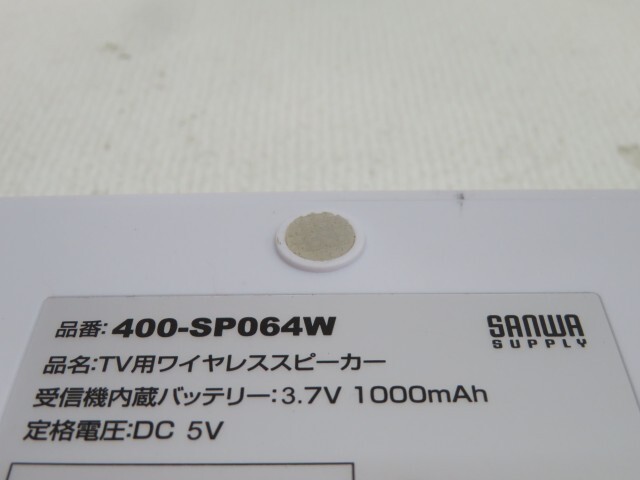 品番: 400-SP064W
SANWA
SUPPLY
品名:TV用ワイヤレススピーカー
受信機内蔵バッテリー:3.7V 1000mAh
定格電圧:DC 5V